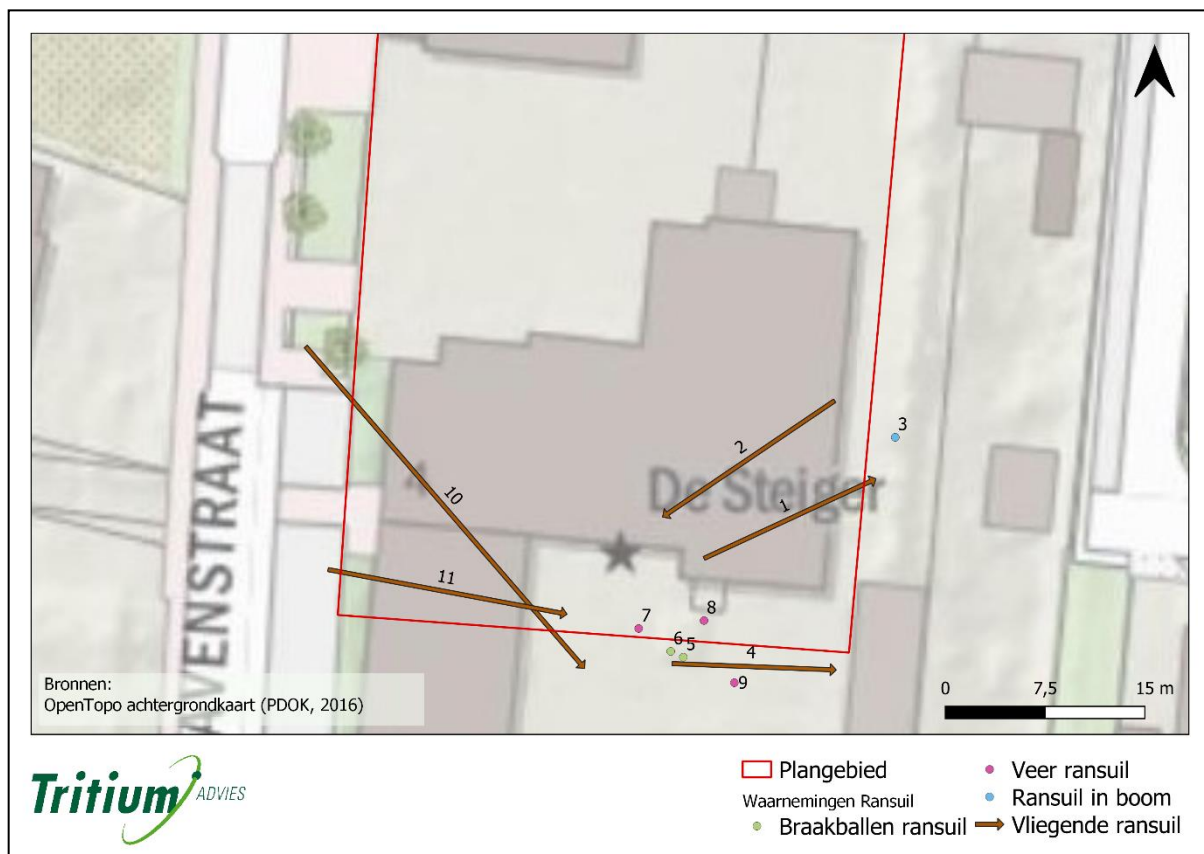 AVENSTRAAT
De Steiger
1
2
3
4
5
6
7
8
9
10
11
Bronnen:
OpenTopo achtergrondkaart (PDOK, 2016)
0 7,5 15 m
Tritium ADVIES
Plangebied
Waarnemingen Ransuil
Braakballen ransuil
Veer ransuil
Ransuil in boom
Vliegende ransuil